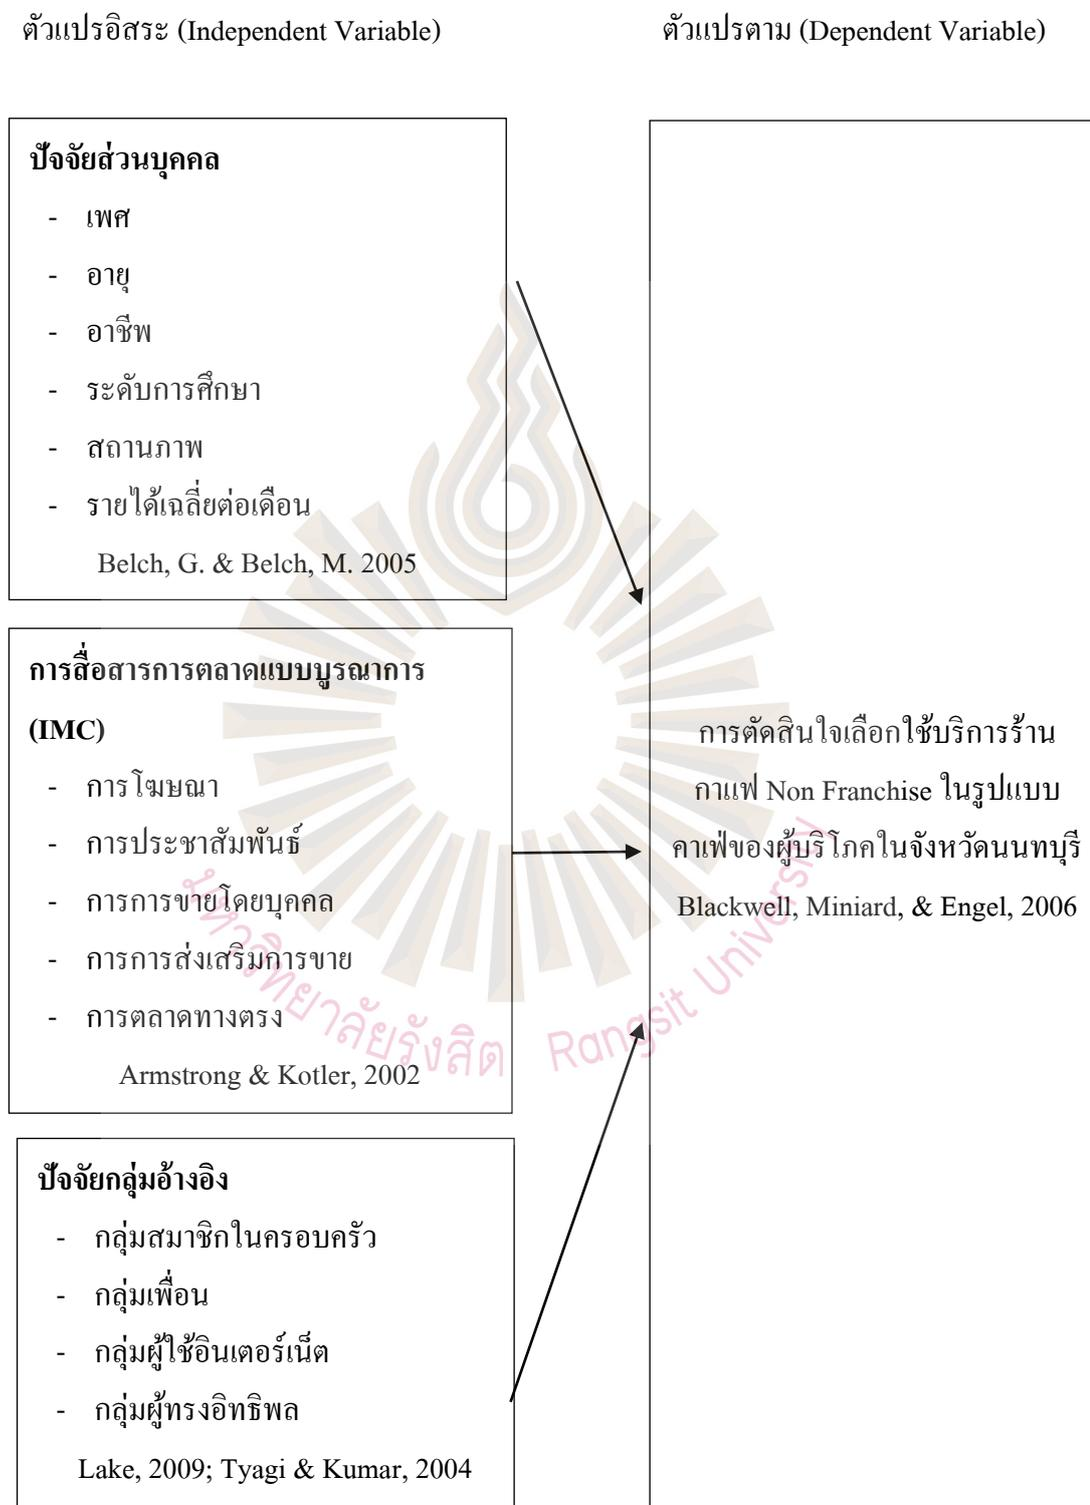 ตัวแปรอิสระ (Independent Variable)
ตัวแปรตาม (Dependent Variable)
ปัจจัยส่วนบุคคล
- เพศ
- อายุ
- อาชีพ
- ระดับการศึกษา
- สถานภาพ
- รายได้เฉลี่ยต่อเดือน
Belch, G. & Belch, M. 2005
การสื่อสารการตลาดแบบบูรณาการ
(IMC)
- การโฆษณา
- การประชาสัมพันธ์
- การการขายโดยบุคคล
- การการส่งเสริมการขาย
- การตลาดทางตรง
Armstrong & Kotler, 2002
ปัจจัยกลุ่มอ้างอิง
- กลุ่มสมาชิกในครอบครัว
- กลุ่มเพื่อน
- กลุ่มผู้ใช้อินเตอร์เน็ต
- กลุ่มผู้ทรงอิทธิพล
Lake, 2009; Tyagi & Kumar, 2004
การตัดสินใจเลือกใช้บริการร้าน
กาแฟ Non Franchise ในรูปแบบ
คาเฟ่ของผู้บริโภคในจังหวัดนนทบุรี
Blackwell, Miniard, & Engel, 2006
มหาวิทยาลัยรังสิต Rangsit University